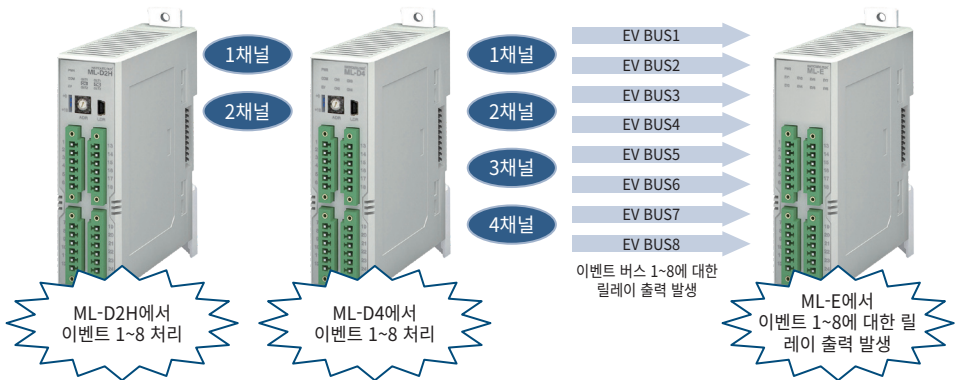 ML-D2H
1채널
2채널
ML-D4
1채널
2채널
3채널
4채널
EV BUS1
EV BUS2
EV BUS3
EV BUS4
EV BUS5
EV BUS6
EV BUS7
EV BUS8
이벤트 버스 1~8에 대한
릴레이 출력 발생
ML-E
ML-D2H에서
이벤트 1~8 처리
ML-D4에서
이벤트 1~8 처리
ML-E에서
이벤트 1~8에 대한 릴
레이 출력 발생